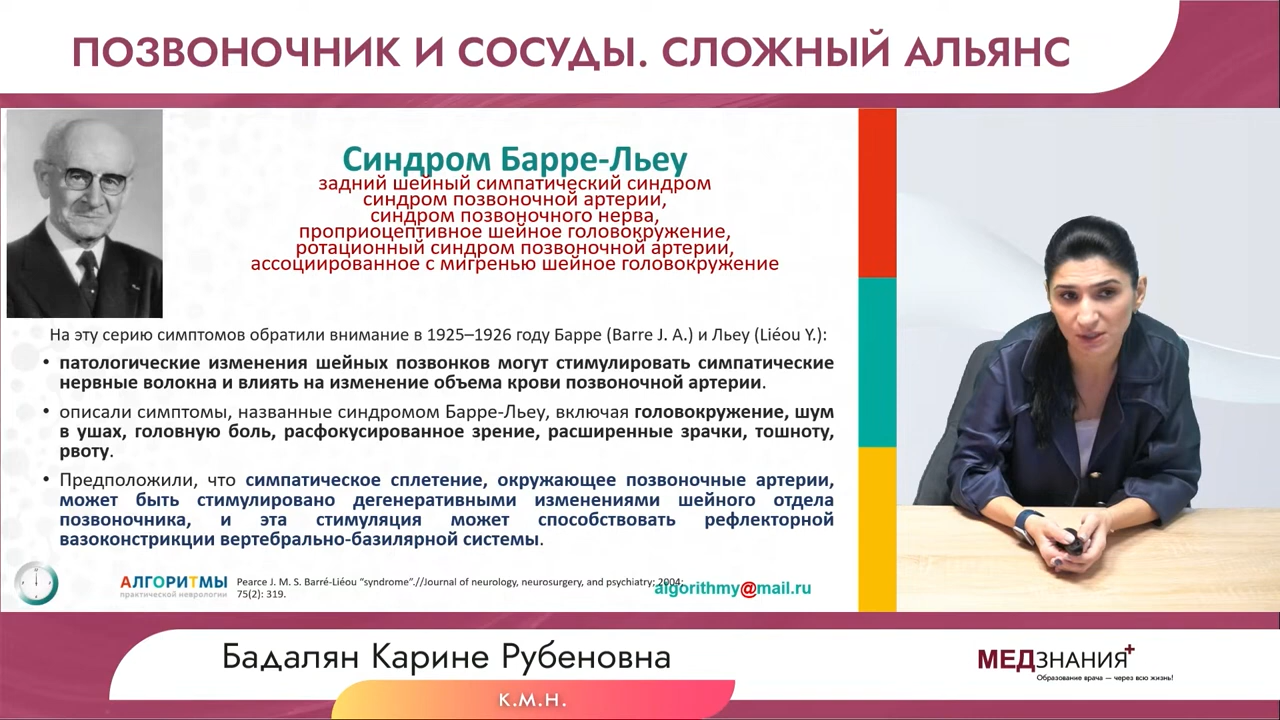 ПОЗВОНОЧНИК И СОСУДЫ. СЛОЖНЫЙ АЛЬЯНС
Синдром Барре-Льеу
задний шейный симпатический синдром
синдром позвоночной артерии,
синдром позвоночного нерва,
проприоцептивное шейное головокружение,
ротационный синдром позвоночной артерии,
ассоциированное с мигренью шейное головокружение
На эту серию симптомов обратили внимание в 1925–1926 году Барре (Barre J. A.) и Льеу (Liéou Y.):
• патологические изменения шейных позвонков могут стимулировать симпатические
нервные волокна и влиять на изменение объема крови позвоночной артерии.
• описали симптомы, названные синдромом Барре-Льеу, включая головокружение, шум
в ушах, головную боль, расфокусированное зрение, расширенные зрачки, тошноту,
рвоту.
• Предположили, что симпатическое сплетение, окружающее позвоночные артерии,
может быть стимулировано дегенеративными изменениями шейного отдела
позвоночника, и эта стимуляция может способствовать рефлекторной
вазоконстрикции вертебрально-базилярной системы.
АЛГОРИТМЫ
практической неврологии
Pearce J. M. S. Barré-Liéou “syndrome”.//Journal of neurology, neurosurgery, and psychiatry; 2004;
75(2): 319.
algorithmy@mail.ru
Бадалян Карине Рубеновна
К.М.Н.
МЕДЗНАНИЯ+
Образование врача — через всю жизнь!